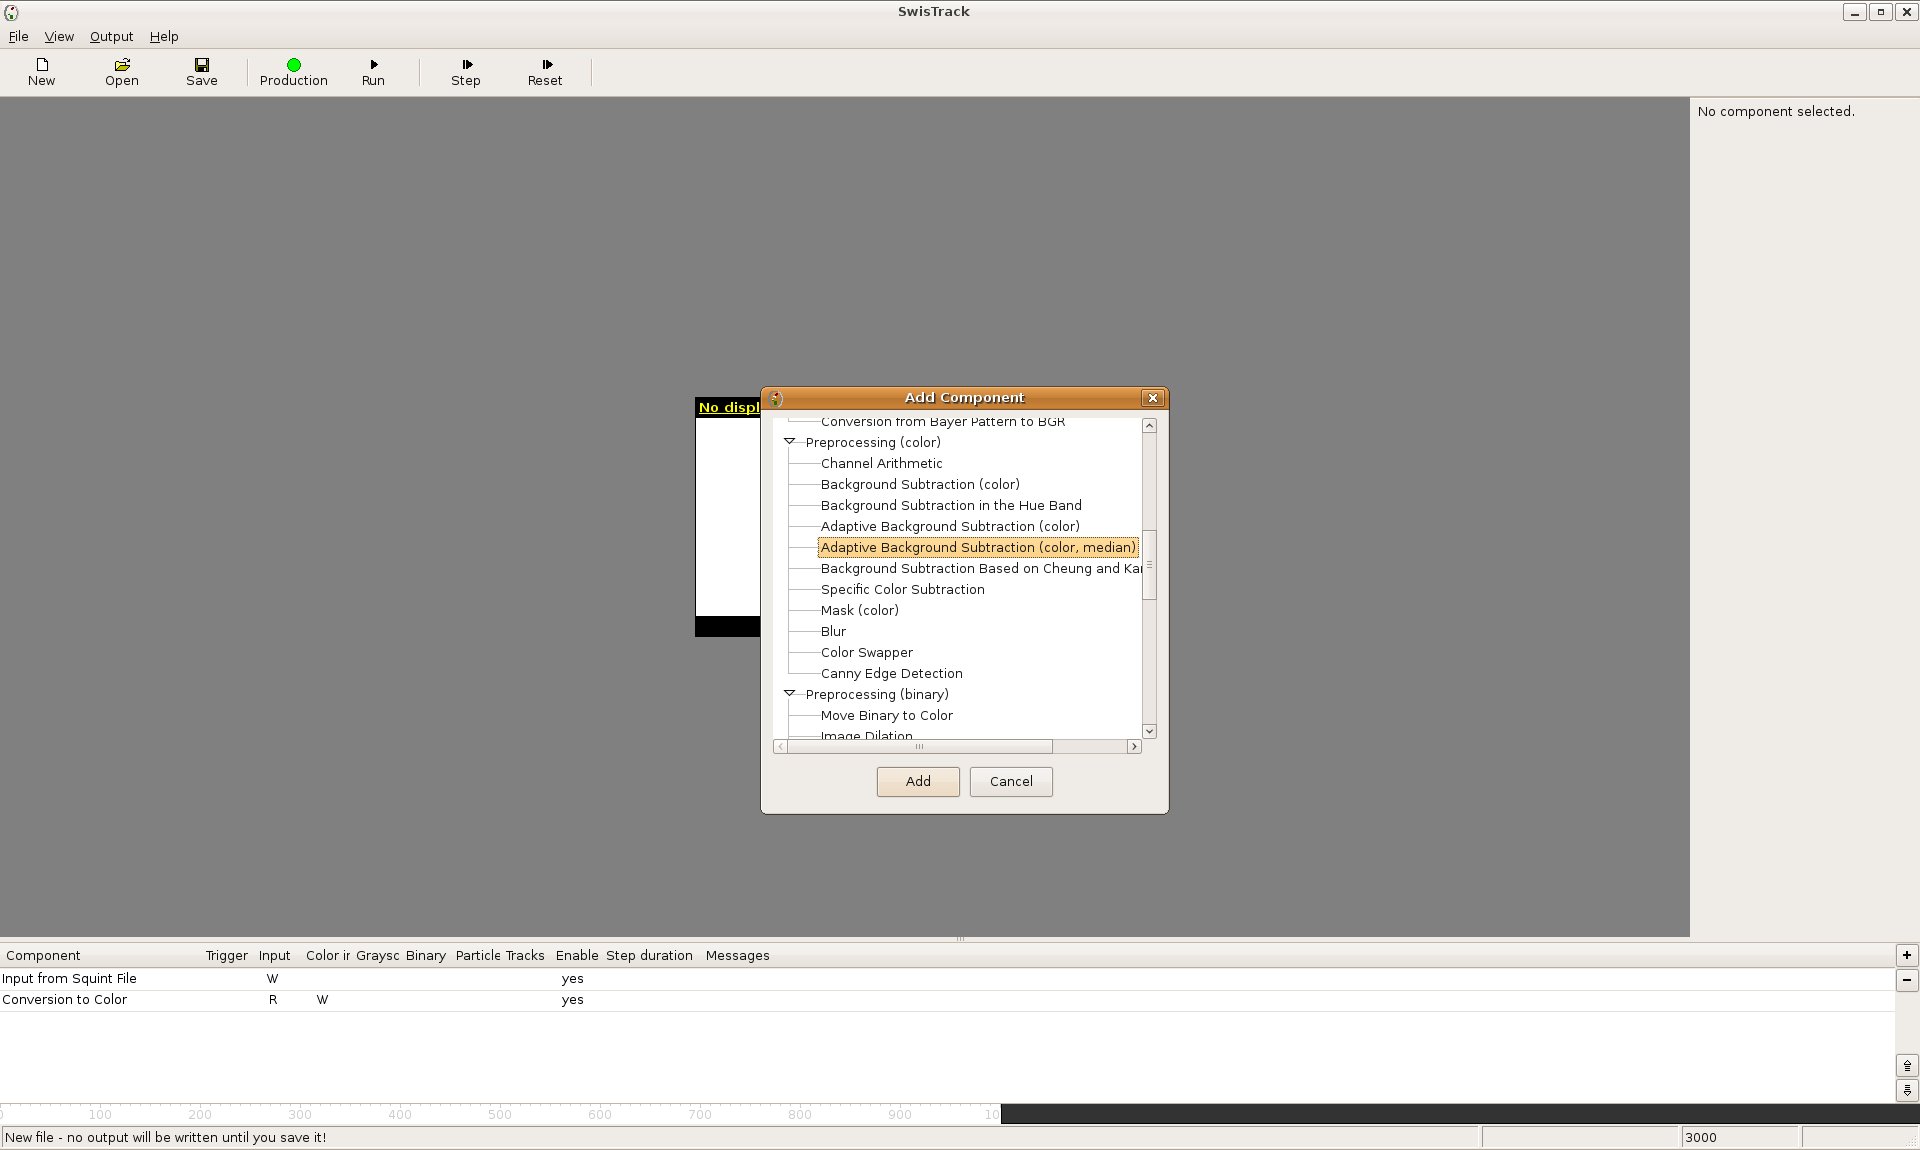 SwisTrack
File View Output Help
New Open Save Production Run Step Reset
No component selected.
No displ
Add Component
Conversion from Bayer Pattern to BGR
Preprocessing (color)
Channel Arithmetic
Background Subtraction (color)
Background Subtraction in the Hue Band
Adaptive Background Subtraction (color)
Adaptive Background Subtraction (color, median)
Background Subtraction Based on Cheung and Kar
Specific Color Subtraction
Mask (color)
Blur
Color Swapper
Canny Edge Detection
Preprocessing (binary)
Move Binary to Color
Image Dilation
Add Cancel
Component Trigger Input Color ir Graysc Binary Particle Tracks Enable Step duration Messages
Input from Squint File W yes
Conversion to Color R W yes
100 200 300 400 500 600 700 800 900 10
New file - no output will be written until you save it! 3000